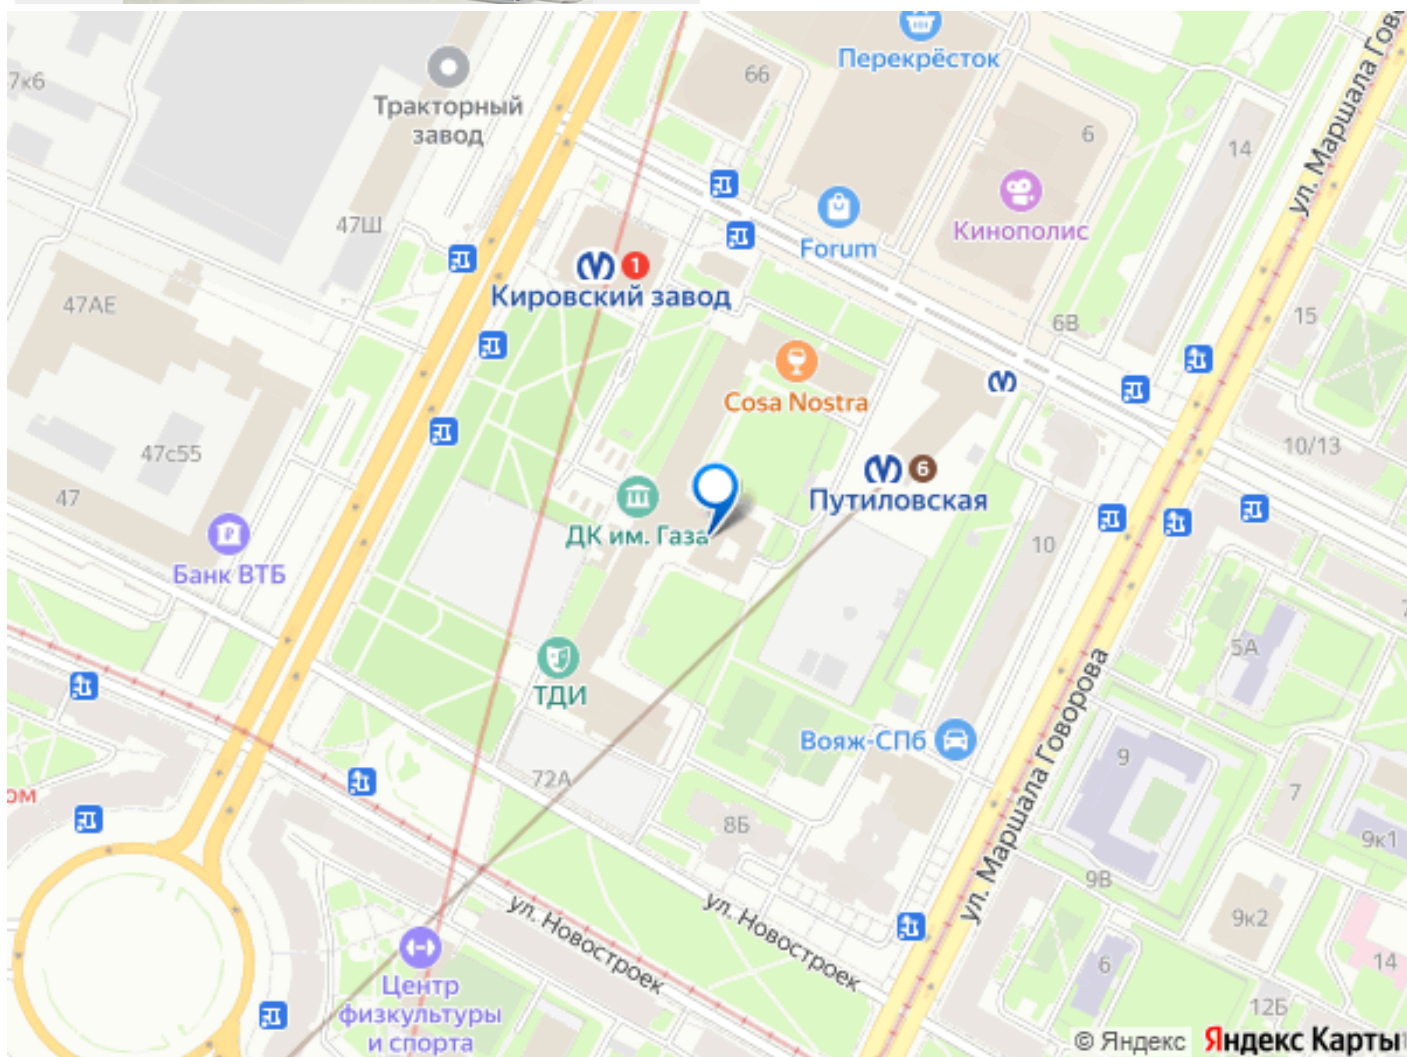 Перекрёсток
7к6
66
Тракторный
завод
ул. Маршала Гов
6
14
47Ш
Кинополис
Forum
1
Кировский завод
47АЕ
15
6В
Cosa Nostra
47с55
10/13
6
Путиловская
47
ДК им. Газа
Банк ВТБ
10
5А
ТДИ
ул. Маршала Говорова
Вояж-СПб
9
72А
ом
7
8Б
9к1
9В
ул. Новостроек
ул. Новостроек
9к2
Центр
физкультуры
и спорта
6
14
12Б
© Яндекс Яндекс Карты